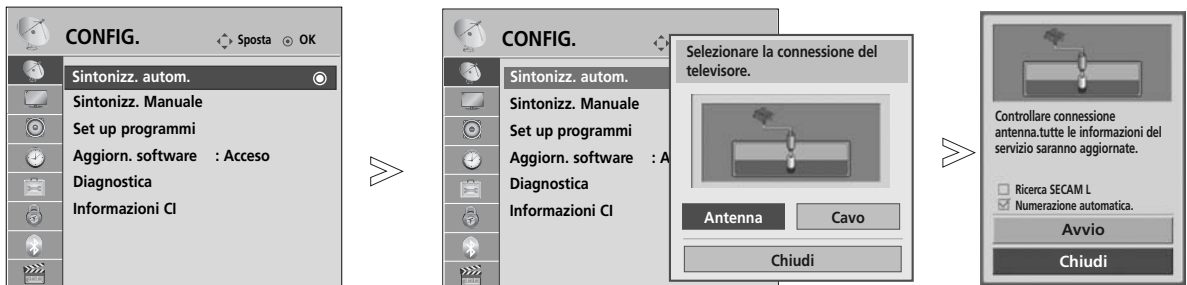 CONFIG.
Sposta OK
Sintonizz. autom.
Sintonizz. Manuale
Set up programmi
Aggiorn. software : Acceso
Diagnostica
Informazioni CI
CONFIG.
Sintonizz. autom.
Sintonizz. Manuale
Set up programmi
Aggiorn. software : A
Diagnostica
Informazioni CI
Selezionare la connessione del
televisore.
Antenna Cavo
Chiudi
Controllare connessione
antenna.tutte le informazioni del
servizio saranno aggiornate.
Ricerca SECAM L
Numerazione automatica.
Avvio
Chiudi